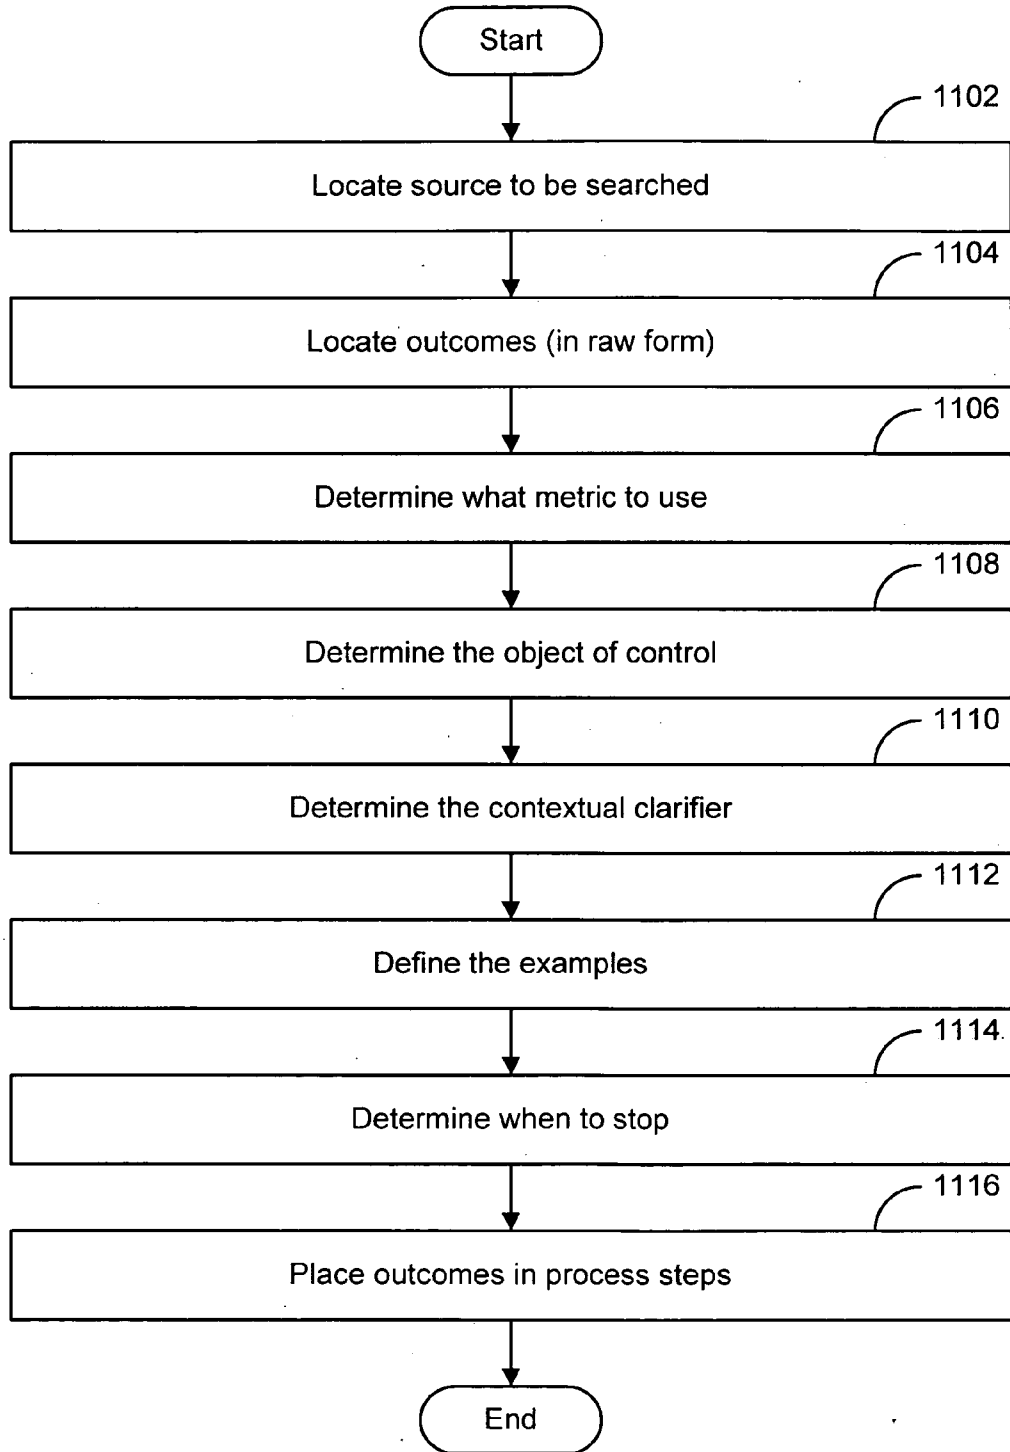 Start
1102
Locate source to be searched
1104
Locate outcomes (in raw form)
1106
Determine what metric to use
1108
Determine the object of control
1110
Determine the contextual clarifier
1112
Define the examples
1114
Determine when to stop
1116
Place outcomes in process steps
End